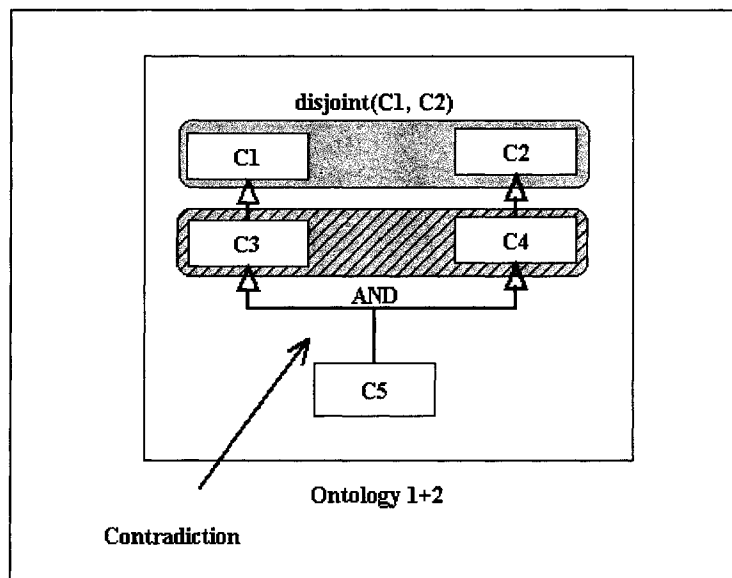 disjoint(C1, C2)
C1
C2
C3
C4
AND
C5
Ontology 1+2
Contradiction